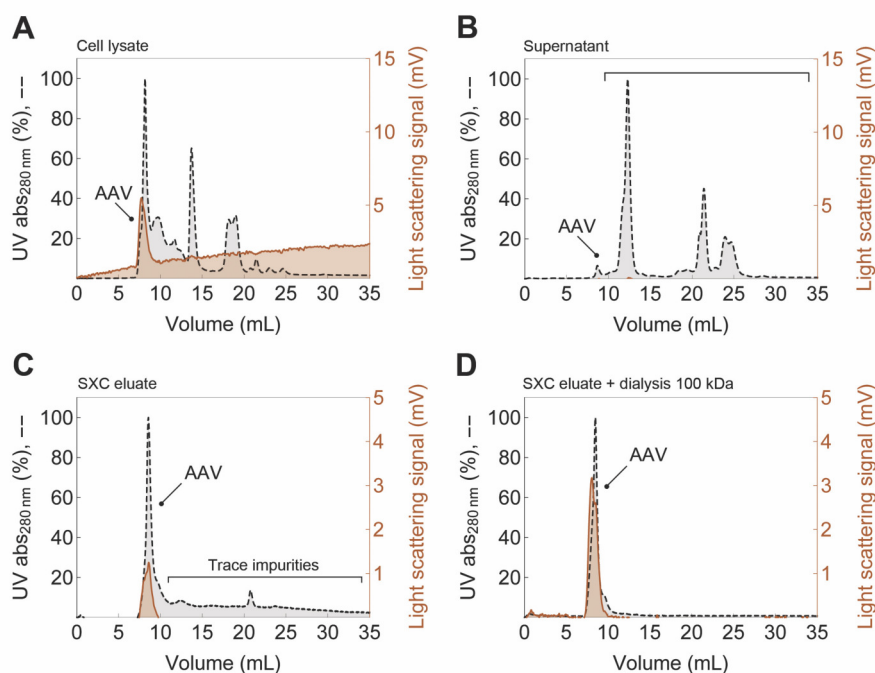 A
Cell lysate
UV abs280 nm (%), --
100
80
60
40
20
AAV
15
10
5
Light scattering signal (mV)
0 5 10 15 20 25 30 35
Volume (mL)
B
Supernatant
UV abs280 nm (%), --
100
80
60
40
20
AAV
15
10
5
Light scattering signal (mV)
0 5 10 15 20 25 30 35
Volume (mL)
C
SXC eluate
UV abs280 nm (%), --
100
80
60
40
20
AAV
Trace impurities
5
4
3
2
1
Light scattering signal (mV)
0 5 10 15 20 25 30 35
Volume (mL)
D
SXC eluate + dialysis 100 kDa
UV abs280 nm (%), --
100
80
60
40
20
AAV
5
4
3
2
1
Light scattering signal (mV)
0 5 10 15 20 25 30 35
Volume (mL)